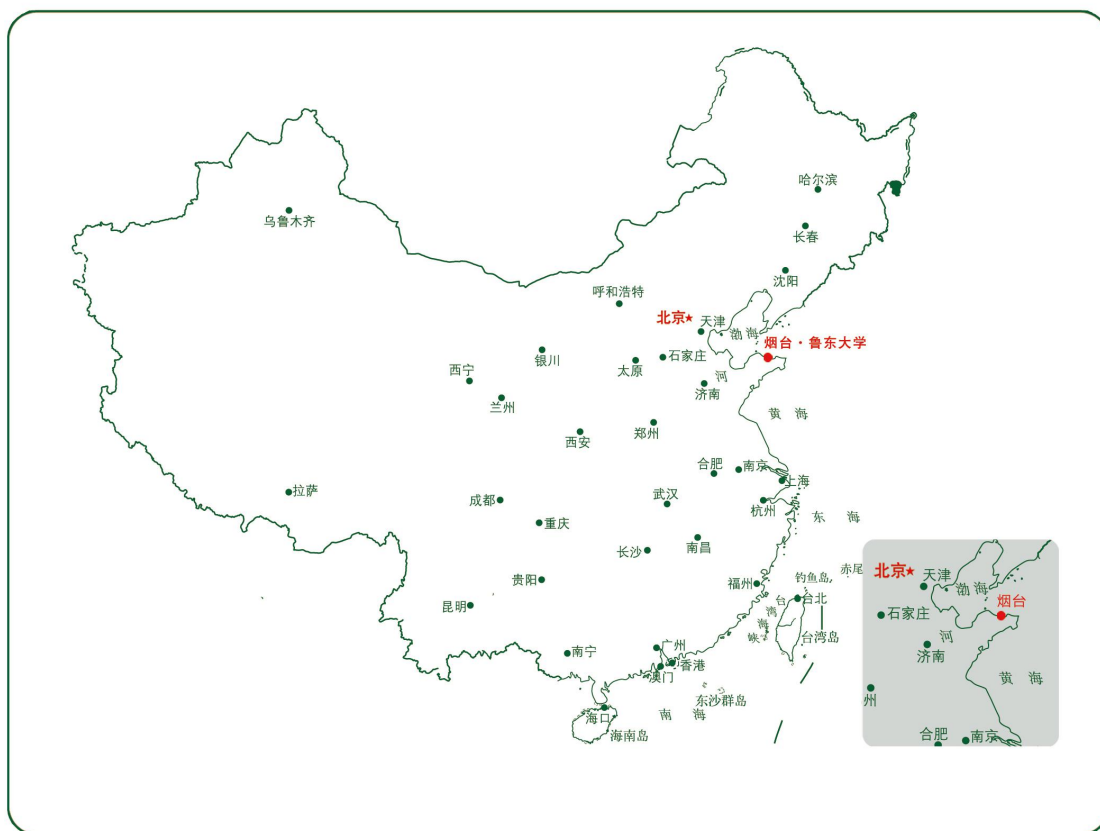 哈尔滨
乌鲁木齐
长春
沈阳
呼和浩特
北京
天津
渤海
烟台·鲁东大学
石家庄
银川
太原
河
西宁
济南
兰州
黄海
郑州
西安
合肥
南京
上海
拉萨
成都
武汉
杭州
重庆
东海
长沙
南昌
贵阳
福州
钓鱼岛
赤尾
昆明
台北
台湾海峡
台湾岛
南宁
广州
香港
澳门
东沙群岛
海口
南海
海南岛
北京
天津
渤海
烟台
石家庄
河
济南
黄海
州
合肥
南京